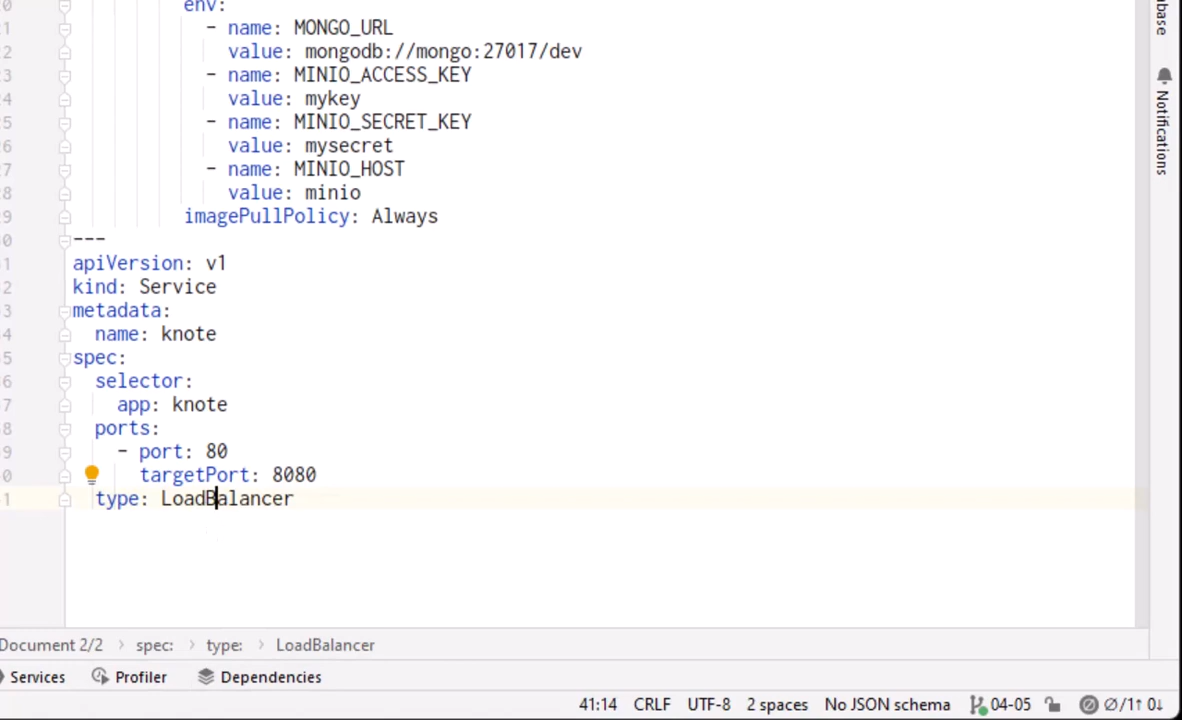 env:
- name: MONGO_URL
value: mongodb://mongo:27017/dev
- name: MINIO_ACCESS_KEY
value: mykey
- name: MINIO_SECRET_KEY
value: mysecret
- name: MINIO_HOST
value: minio
imagePullPolicy: Always
---
apiVersion: v1
kind: Service
metadata:
name: knote
spec:
selector:
app: knote
ports:
- port: 80
targetPort: 8080
type: LoadBalancer
Notifications
Document 2/2 › spec: › type: › LoadBalancer
Services Profiler Dependencies
41:14 CRLF UTF-8 2 spaces No JSON schema 04-05 ∅/1↑ 0↓